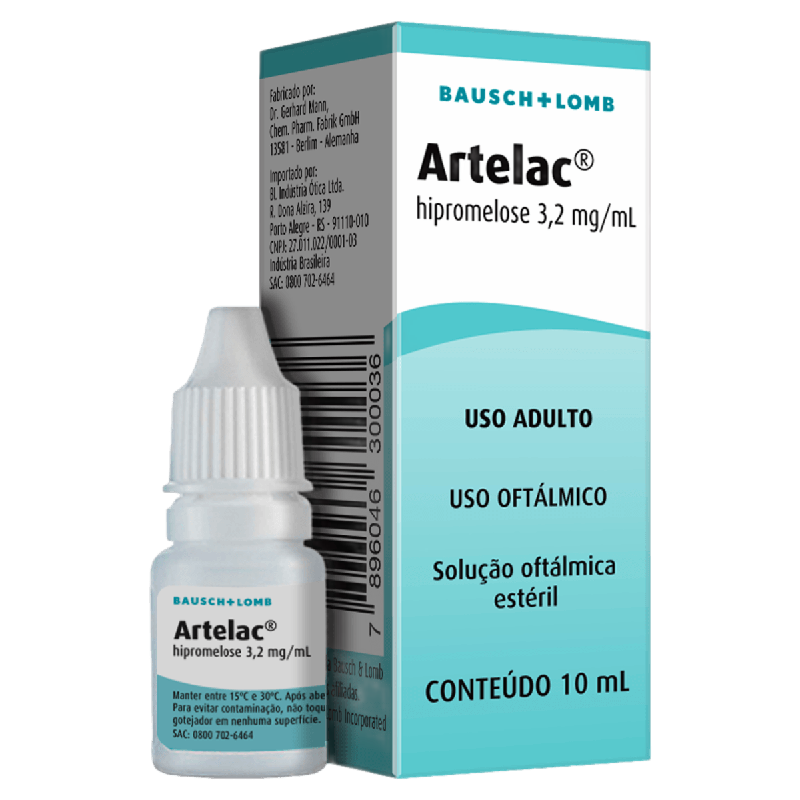 Fabricado por:
Dr. Gerhard Mann,
Chem. Pharm. Fabrik GmbH
13581 - Berlim - Alemanha
Importado por:
BL Indústria Ótica Ltda.
R. Dona Alzira, 139
Porto Alegre - RS - 91110-010
CNPJ: 27.011.022/0001-03
Indústria Brasileira
SAC: 0800 702-6464
7 896046 300036
Bausch & Lomb
afiliadas.
Incorporated
BAUSCH+LOMB
Artelac®
hipromelose 3,2 mg/mL
USO ADULTO
USO OFTÁLMICO
Solução oftálmica
estéril
CONTEÚDO 10 mL
BAUSCH+LOMB
Artelac®
hipromelose 3,2 mg/mL
Manter entre 15°C e 30°C. Após abe
Para evitar contaminação, não toqu
gotejador em nenhuma superfície.
SAC: 0800 702-6464